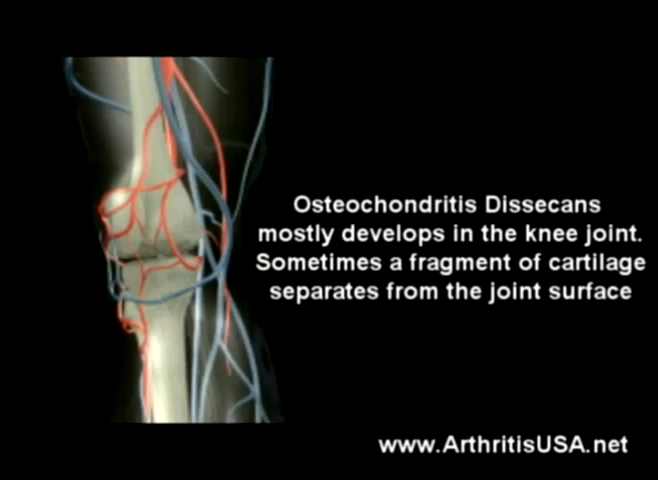 Osteochondritis Dissecans
mostly develops in the knee joint.
Sometimes a fragment of cartilage
separates from the joint surface
www.ArthritisUSA.net